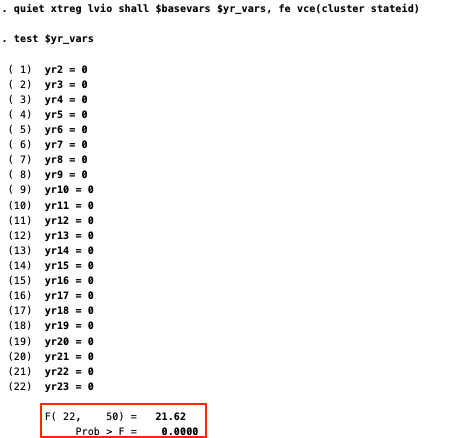 . quiet xtreg lvio shall $basevars $yr_vars, fe vce(cluster stateid)
. test $yr_vars
( 1) yr2 = 0
( 2) yr3 = 0
( 3) yr4 = 0
( 4) yr5 = 0
( 5) yr6 = 0
( 6) yr7 = 0
( 7) yr8 = 0
( 8) yr9 = 0
( 9) yr10 = 0
(10) yr11 = 0
(11) yr12 = 0
(12) yr13 = 0
(13) yr14 = 0
(14) yr15 = 0
(15) yr16 = 0
(16) yr17 = 0
(17) yr18 = 0
(18) yr19 = 0
(19) yr20 = 0
(20) yr21 = 0
(21) yr22 = 0
(22) yr23 = 0
F( 22, 50) = 21.62
Prob > F = 0.0000